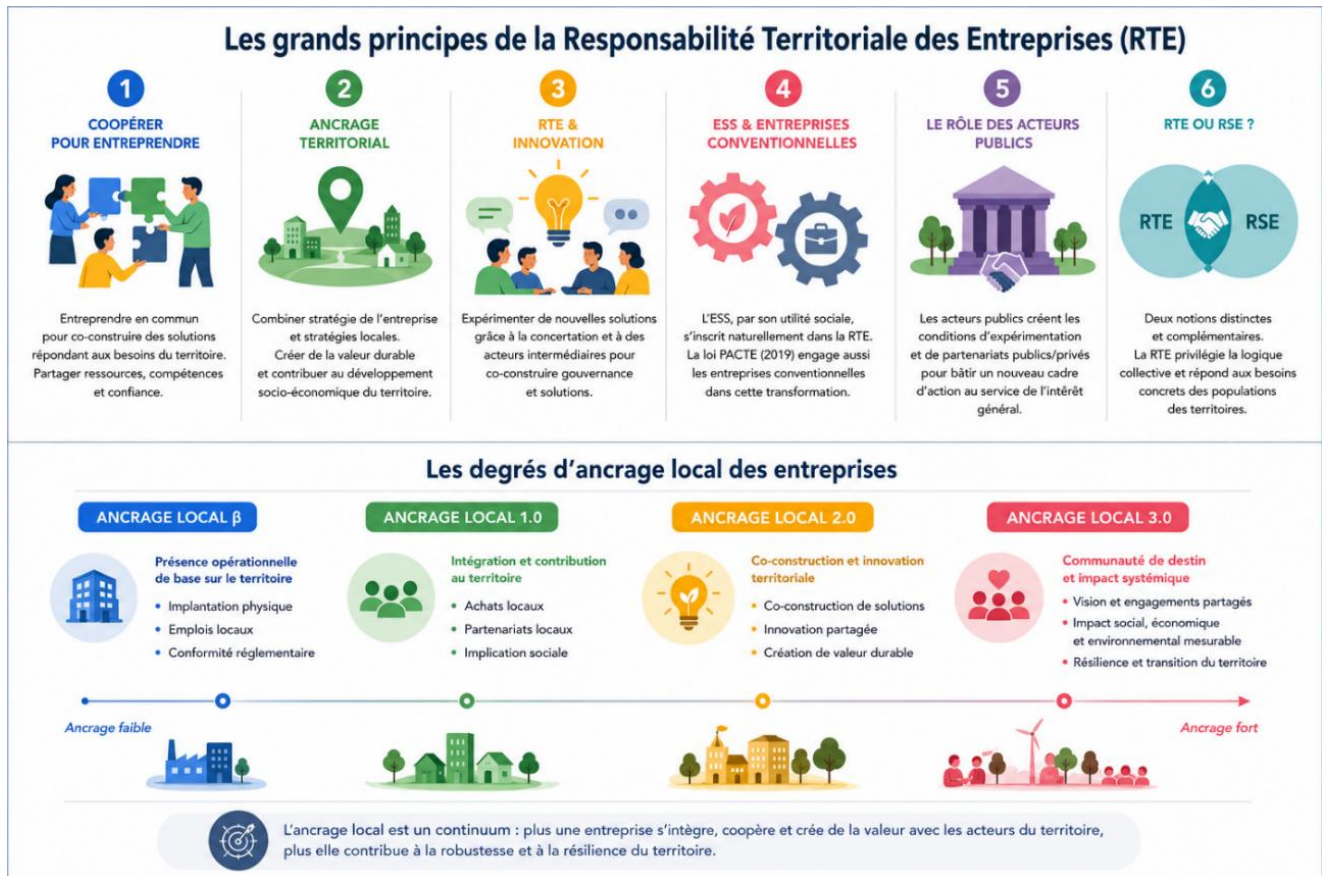 Les grands principes de la Responsabilité Territoriale des Entreprises (RTE)
1
COOPÉRER
POUR ENTREPRENDRE
Entreprendre en commun
pour co-construire des solutions
répondant aux besoins du territoire.
Partager ressources, compétences
et confiance.
2
ANCRAGE
TERRITORIAL
Combiner stratégie de l'entreprise
et stratégies locales.
Créer de la valeur durable
et contribuer au développement
socio-économique du territoire.
3
RTE &
INNOVATION
Expérimenter de nouvelles solutions
grâce à la concertation et à des
acteurs intermédiaires pour
co-construire gouvernance
et solutions.
4
ESS & ENTREPRISES
CONVENTIONNELLES
L'ESS, par son utilité sociale,
s'inscrit naturellement dans la RTE.
La loi PACTE (2019) engage aussi
les entreprises conventionnelles
dans cette transformation.
5
LE RÔLE DES ACTEURS
PUBLICS
Les acteurs publics créent les
conditions d'expérimentation
et de partenariats publics/privés
pour bâtir un nouveau cadre
d'action au service de l'intérêt
général.
6
RTE OU RSE ?
RTE
RSE
Deux notions distinctes
et complémentaires.
La RTE privilégie la logique
collective et répond aux besoins
concrets des populations
des territoires.
Les degrés d'ancrage local des entreprises
ANCRAGE LOCAL β
Présence opérationnelle
de base sur le territoire
• Implantation physique
• Emplois locaux
• Conformité réglementaire
ANCRAGE LOCAL 1.0
Intégration et contribution
au territoire
• Achats locaux
• Partenariats locaux
• Implication sociale
ANCRAGE LOCAL 2.0
Co-construction et innovation
territoriale
• Co-construction de solutions
• Innovation partagée
• Création de valeur durable
ANCRAGE LOCAL 3.0
Communauté de destin
et impact systémique
• Vision et engagements partagés
• Impact social, économique
et environnemental mesurable
• Résilience et transition du territoire
Ancrage faible
Ancrage fort
L'ancrage local est un continuum : plus une entreprise s'intègre, coopère et crée de la valeur avec les acteurs du territoire,
plus elle contribue à la robustesse et à la résilience du territoire.